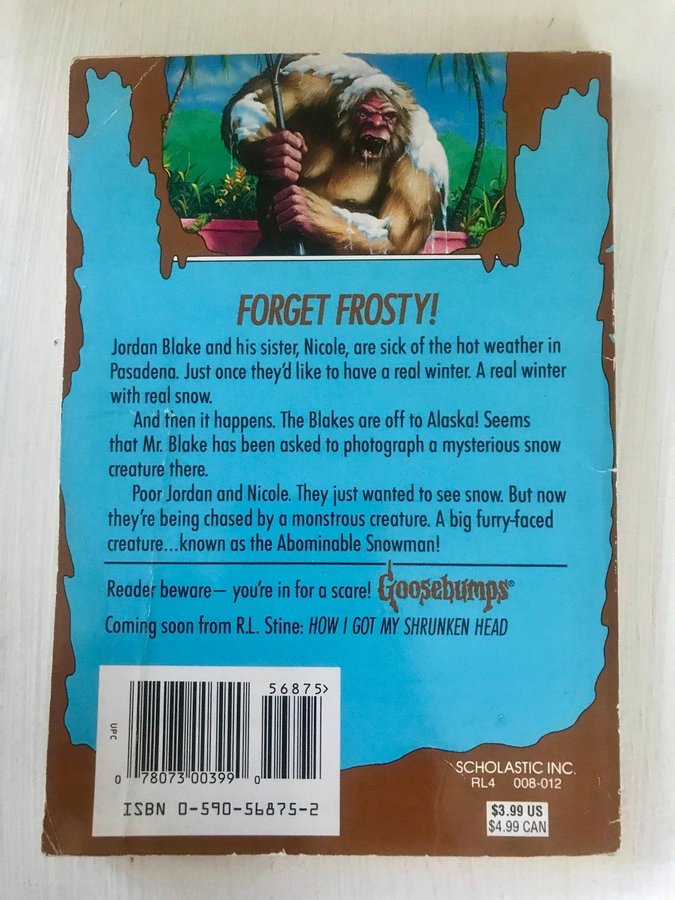 FORGET FROSTY!
Jordan Blake and his sister, Nicole, are sick of the hot weather in
Pasadena. Just once they'd like to have a real winter. A real winter
with real snow.
And then it happens. The Blakes are off to Alaska! Seems
that Mr. Blake has been asked to photograph a mysterious snow
creature there.
Poor Jordan and Nicole. They just wanted to see snow. But now
they're being chased by a monstrous creature. A big furry-faced
creature...known as the Abominable Snowman!
Reader beware— you're in for a scare! Goosebumps®
Coming soon from R.L. Stine: HOW I GOT MY SHRUNKEN HEAD
56875>
UPC
0 78073 00399 0
ISBN 0-590-56875-2
SCHOLASTIC INC.
RL4 008-012
$3.99 US
$4.99 CAN